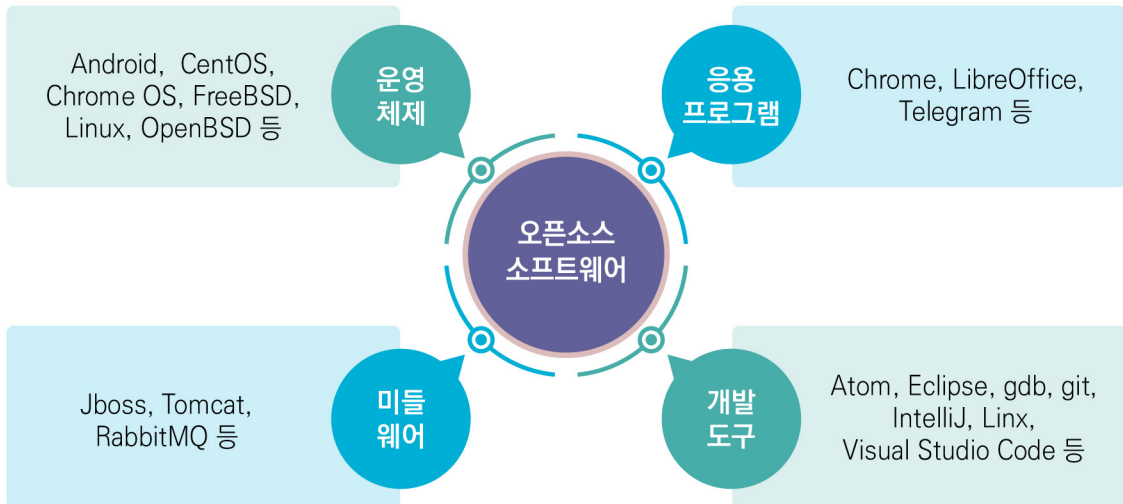 Android, CentOS,
Chrome OS, FreeBSD,
Linux, OpenBSD 등
운영
체제
응용
프로그램
Chrome, LibreOffice,
Telegram 등
오픈소스
소프트웨어
Jboss, Tomcat,
RabbitMQ 등
미들
웨어
개발
도구
Atom, Eclipse, gdb, git,
IntelliJ, Linx,
Visual Studio Code 등